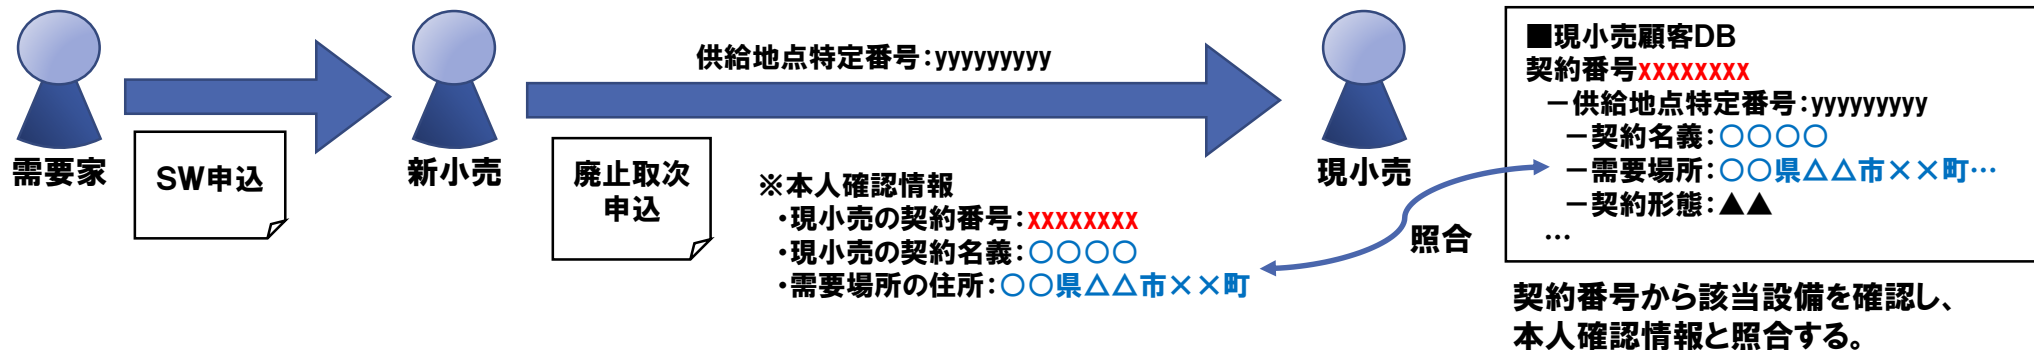 需要家
SW申込
新小売
供給地点特定番号:yyyyyyyyy
廃止取次
申込
※本人確認情報
・現小売の契約番号:xxxxxxxx
・現小売の契約名義:〇〇〇〇
・需要場所の住所:〇〇県△△市××町
現小売
照合
■現小売顧客DB
契約番号xxxxxxxx
－供給地点特定番号:yyyyyyyyy
－契約名義:〇〇〇〇
－需要場所:〇〇県△△市××町…
－契約形態:▲▲
…
契約番号から該当設備を確認し、
本人確認情報と照合する。